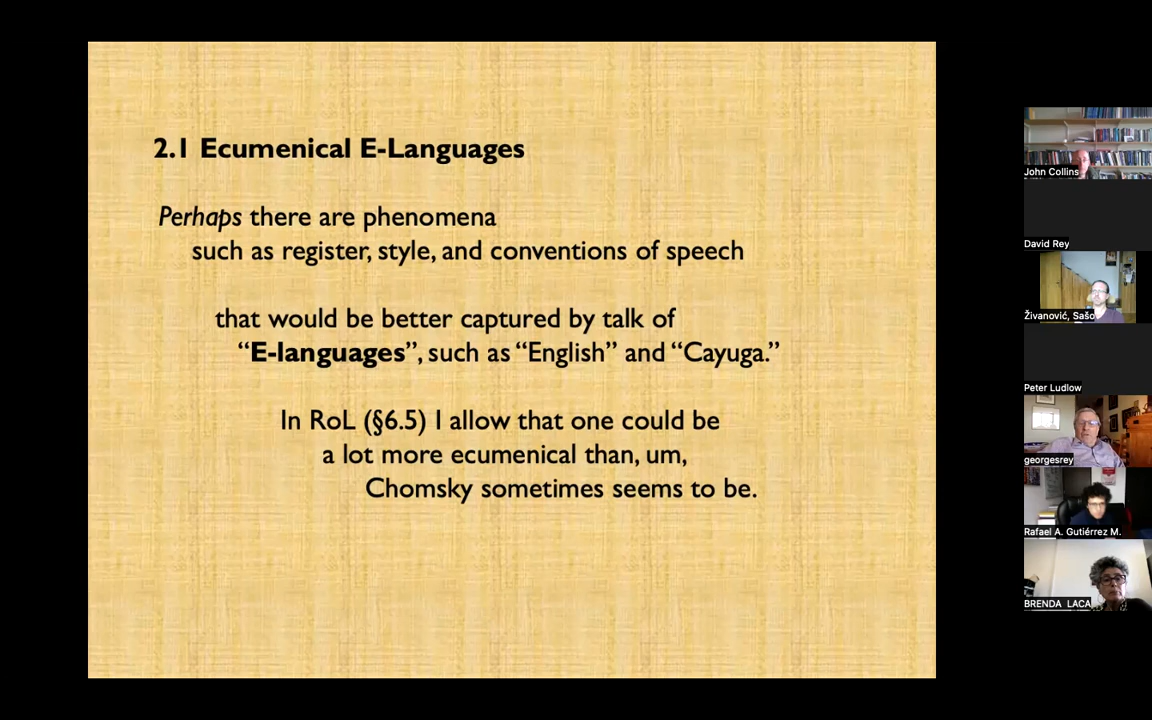 2.1 Ecumenical E-Languages
Perhaps there are phenomena
such as register, style, and conventions of speech
that would be better captured by talk of
“E-languages”, such as “English” and “Cayuga.”
In RoL (§6.5) I allow that one could be
a lot more ecumenical than, um,
Chomsky sometimes seems to be.
John Collins
David Rey
Živanović, Sašo
Peter Ludlow
georgesrey
Rafael A. Gutiérrez M.
BRENDA LACA